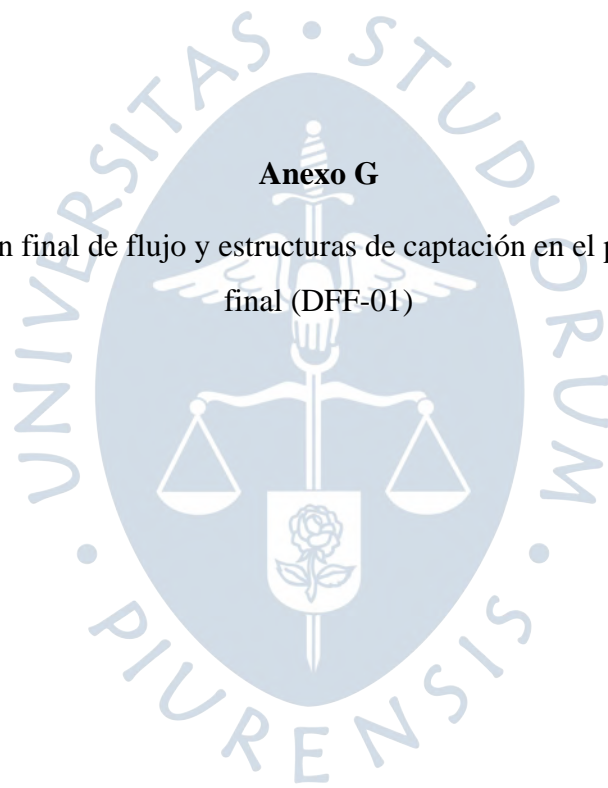 UNIVERSITAS • STUDIORUM • PIURENSIS •
Anexo G
n final de flujo y estructuras de captación en el p
final (DFF-01)